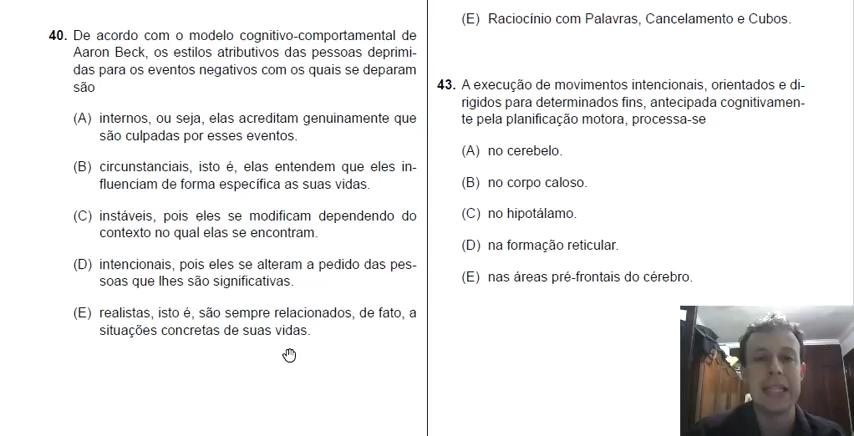 40. De acordo com o modelo cognitivo-comportamental de
Aaron Beck, os estilos atributivos das pessoas deprimi-
das para os eventos negativos com os quais se deparam
são
(A) internos, ou seja, elas acreditam genuinamente que
são culpadas por esses eventos.
(B) circunstanciais, isto é, elas entendem que eles in-
fluenciam de forma específica as suas vidas.
(C) instáveis, pois eles se modificam dependendo do
contexto no qual elas se encontram.
(D) intencionais, pois eles se alteram a pedido das pes-
soas que lhes são significativas.
(E) realistas, isto é, são sempre relacionados, de fato, a
situações concretas de suas vidas.
(E) Raciocínio com Palavras, Cancelamento e Cubos.
43. A execução de movimentos intencionais, orientados e di-
rigidos para determinados fins, antecipada cognitivamen-
te pela planificação motora, processa-se
(A) no cerebelo.
(B) no corpo caloso.
(C) no hipotálamo.
(D) na formação reticular.
(E) nas áreas pré-frontais do cérebro.